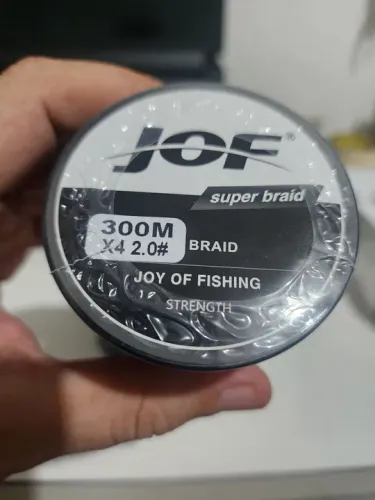 JOF®
super braid
300M
X4 2.0# BRAID
JOY OF FISHING
STRENGTH